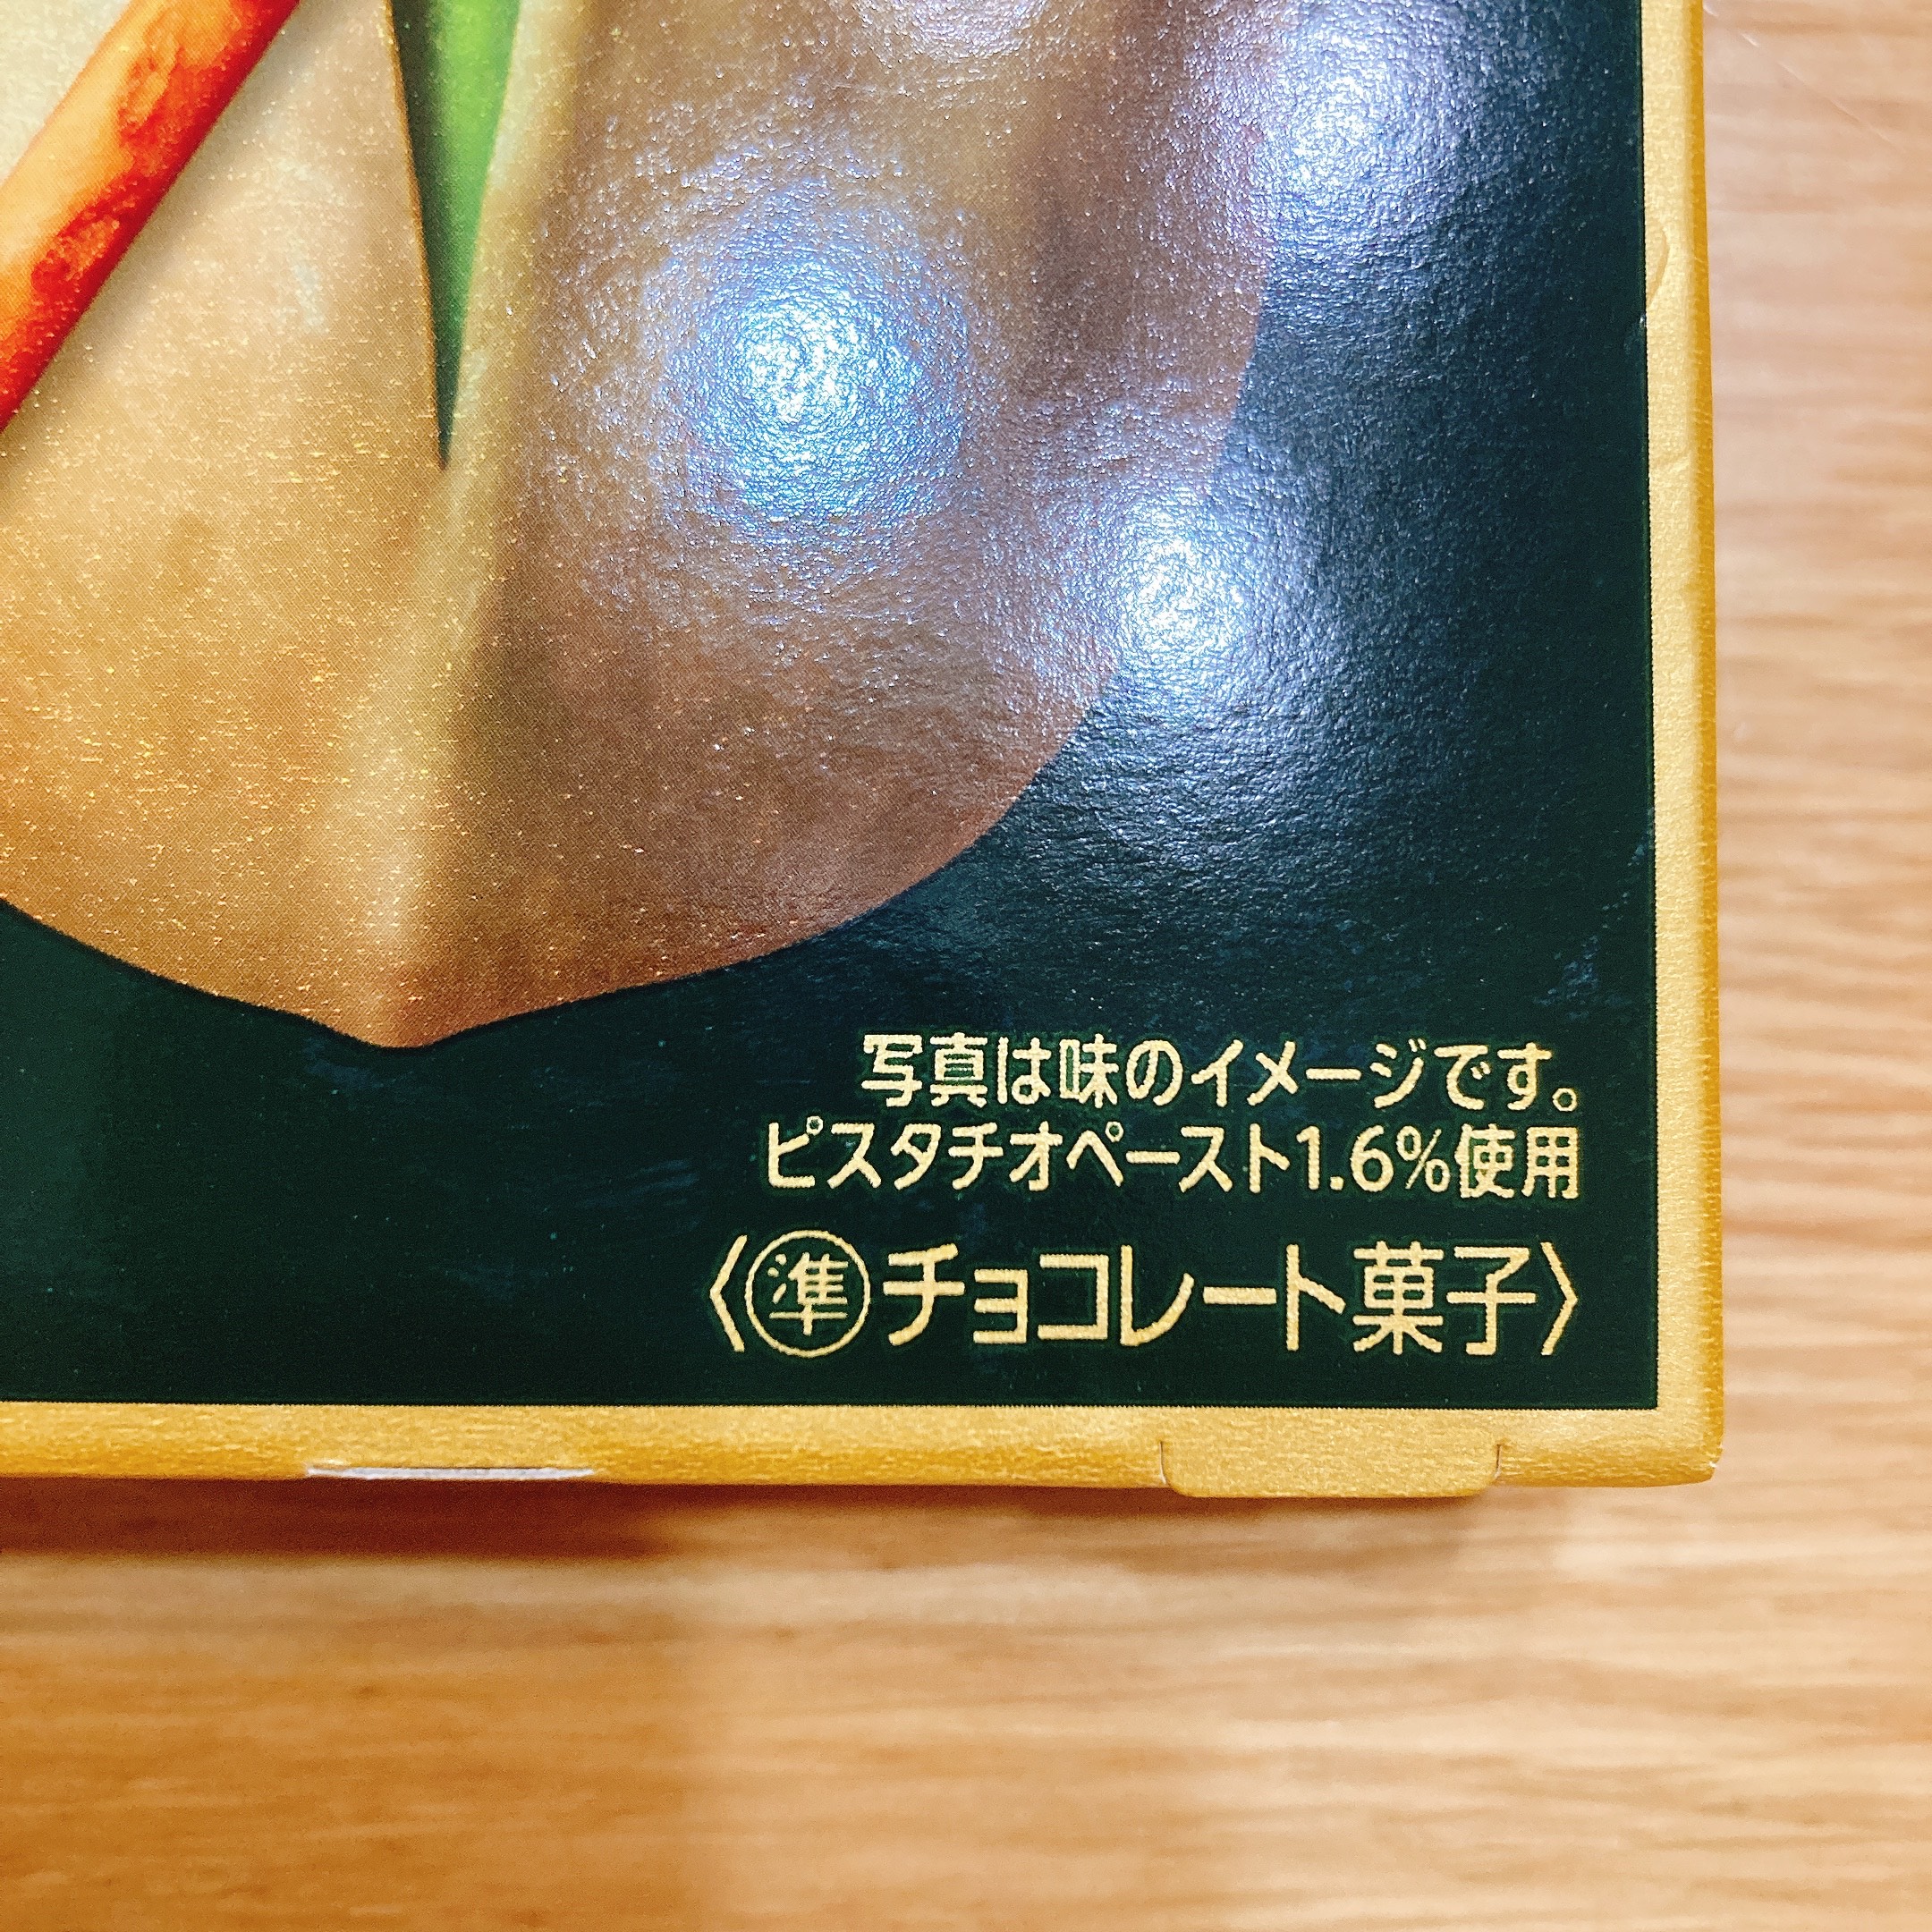 写真は味のイメージです。
ピスタチオペースト1.6%使用
〈㊜チョコレート菓子〉